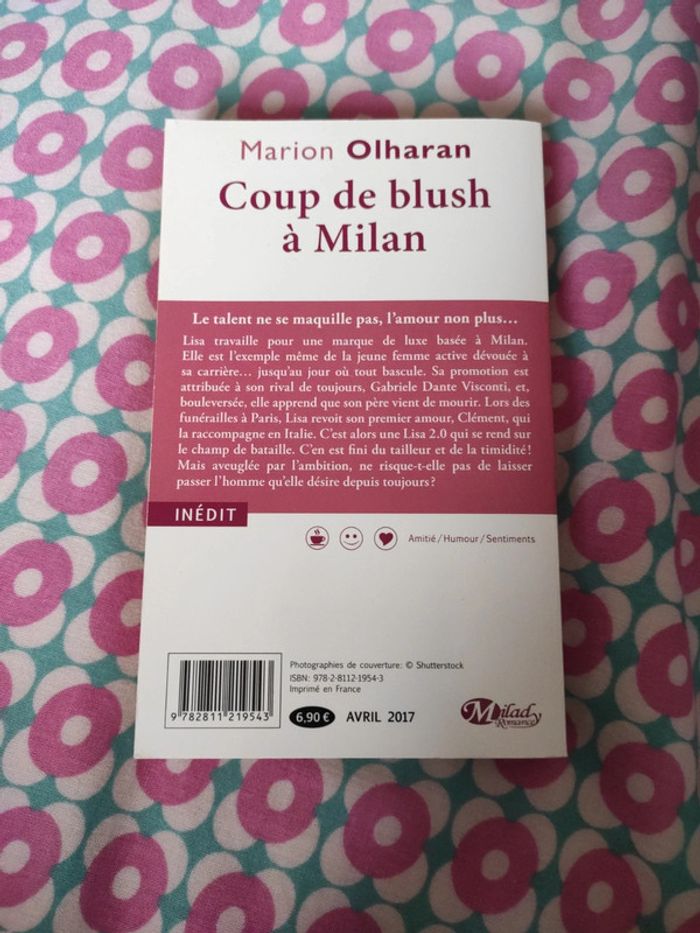 Marion Olharan
Coup de blush
à Milan
Le talent ne se maquille pas, l'amour non plus…
Lisa travaille pour une marque de luxe basée à Milan.
Elle est l'exemple même de la jeune femme active dévouée à
sa carrière… jusqu'au jour où tout bascule. Sa promotion est
attribuée à son rival de toujours, Gabriele Dante Visconti, et,
bouleversée, elle apprend que son père vient de mourir. Lors des
funérailles à Paris, Lisa revoit son premier amour, Clément, qui
la raccompagne en Italie. C'est alors une Lisa 2.0 qui se rend sur
le champ de bataille. C'en est fini du tailleur et de la timidité !
Mais aveuglée par l'ambition, ne risque-t-elle pas de laisser
passer l'homme qu'elle désire depuis toujours ?
INÉDIT
Amitié / Humour / Sentiments
Photographies de couverture: © Shutterstock
ISBN: 978-2-8112-1954-3
Imprimé en France
9 782811 219543
6,90 € AVRIL 2017
Milady
Romance